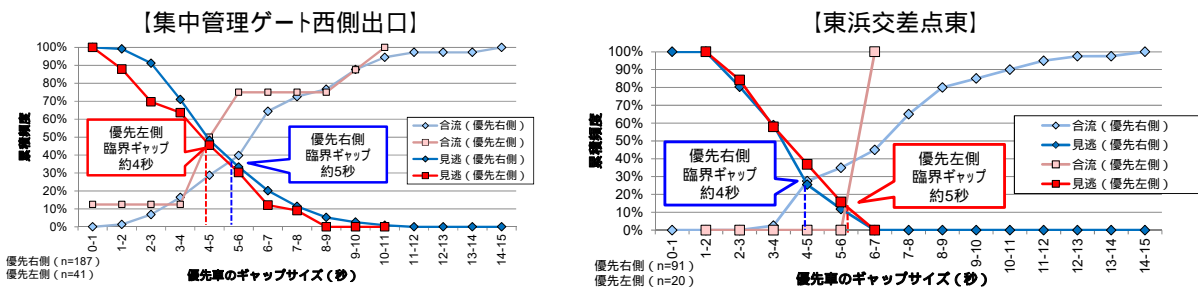 【集中管理ゲート西側出口】
100%
90%
80%
70%
60%
50%
40%
30%
20%
10%
0%
累積頻度
優先左側
臨界ギャップ
約4秒
優先右側
臨界ギャップ
約5秒
合流（優先右側）
合流（優先左側）
見逃（優先右側）
見逃（優先左側）
0-1
1-2
2-3
3-4
4-5
5-6
6-7
7-8
8-9
9-10
10-11
11-12
12-13
13-14
14-15
優先車のギャップサイズ（秒）
優先右側（n=187）
優先左側（n=41）
【東浜交差点東】
100%
90%
80%
70%
60%
50%
40%
30%
20%
10%
0%
累積頻度
優先右側
臨界ギャップ
約4秒
優先左側
臨界ギャップ
約5秒
合流（優先右側）
合流（優先左側）
見逃（優先右側）
見逃（優先左側）
0-1
1-2
2-3
3-4
4-5
5-6
6-7
7-8
8-9
9-10
10-11
11-12
12-13
13-14
14-15
優先車のギャップサイズ（秒）
優先右側（n=91）
優先左側（n=20）